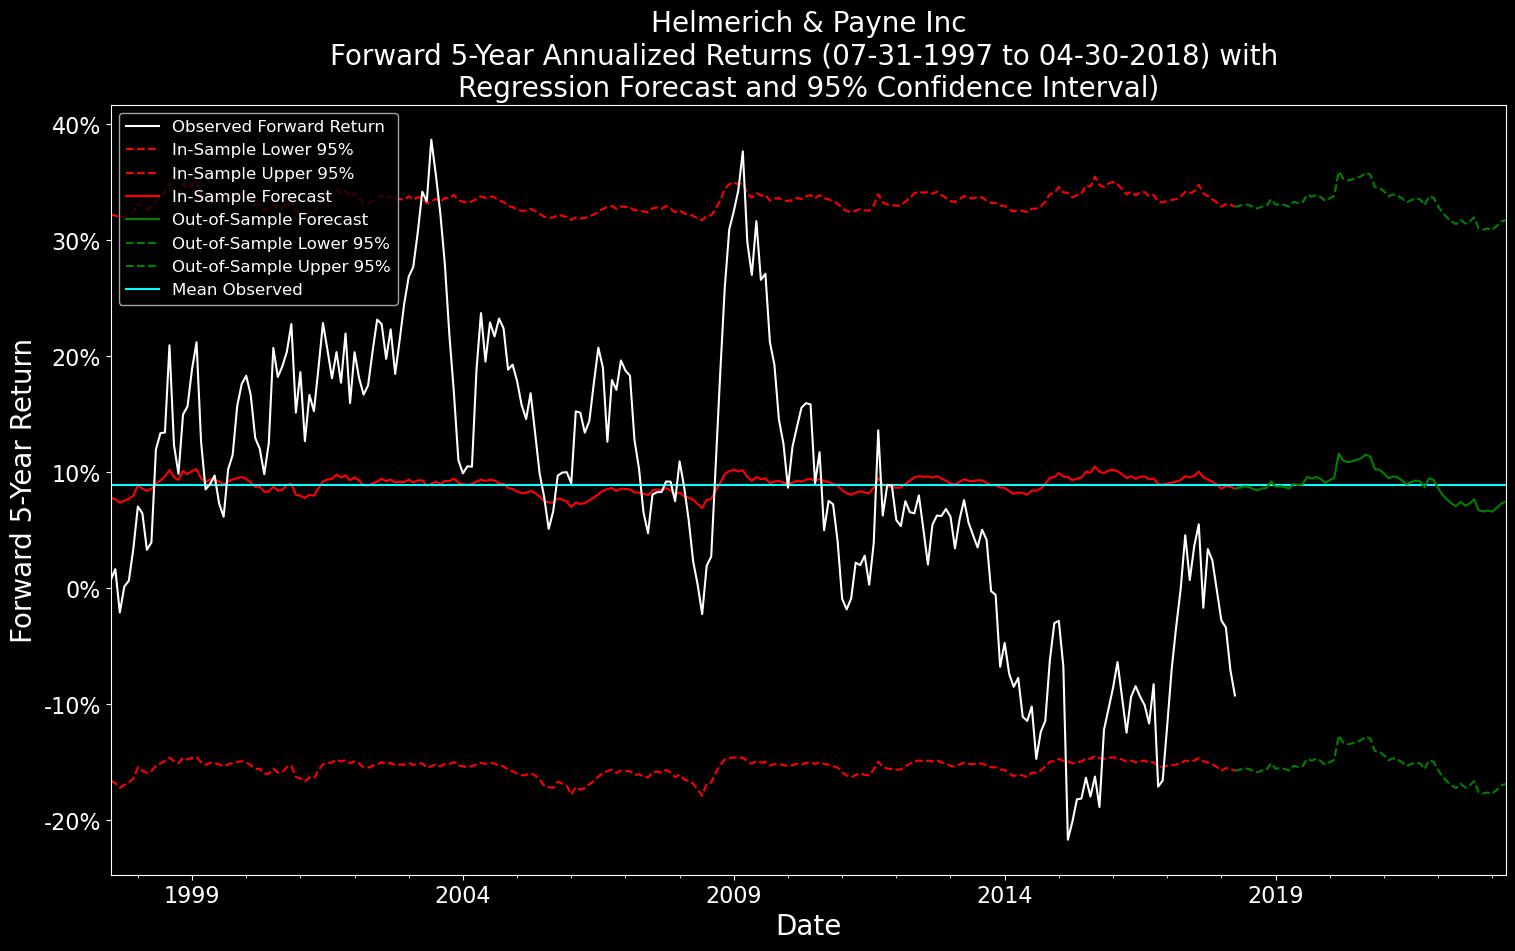 Helmerich & Payne Inc
Forward 5-Year Annualized Returns (07-31-1997 to 04-30-2018) with
Regression Forecast and 95% Confidence Interval)
Observed Forward Return
In-Sample Lower 95%
In-Sample Upper 95%
In-Sample Forecast
Out-of-Sample Forecast
Out-of-Sample Lower 95%
Out-of-Sample Upper 95%
Mean Observed
Forward 5-Year Return
40%
30%
20%
10%
0%
-10%
-20%
1999
2004
2009
2014
2019
Date